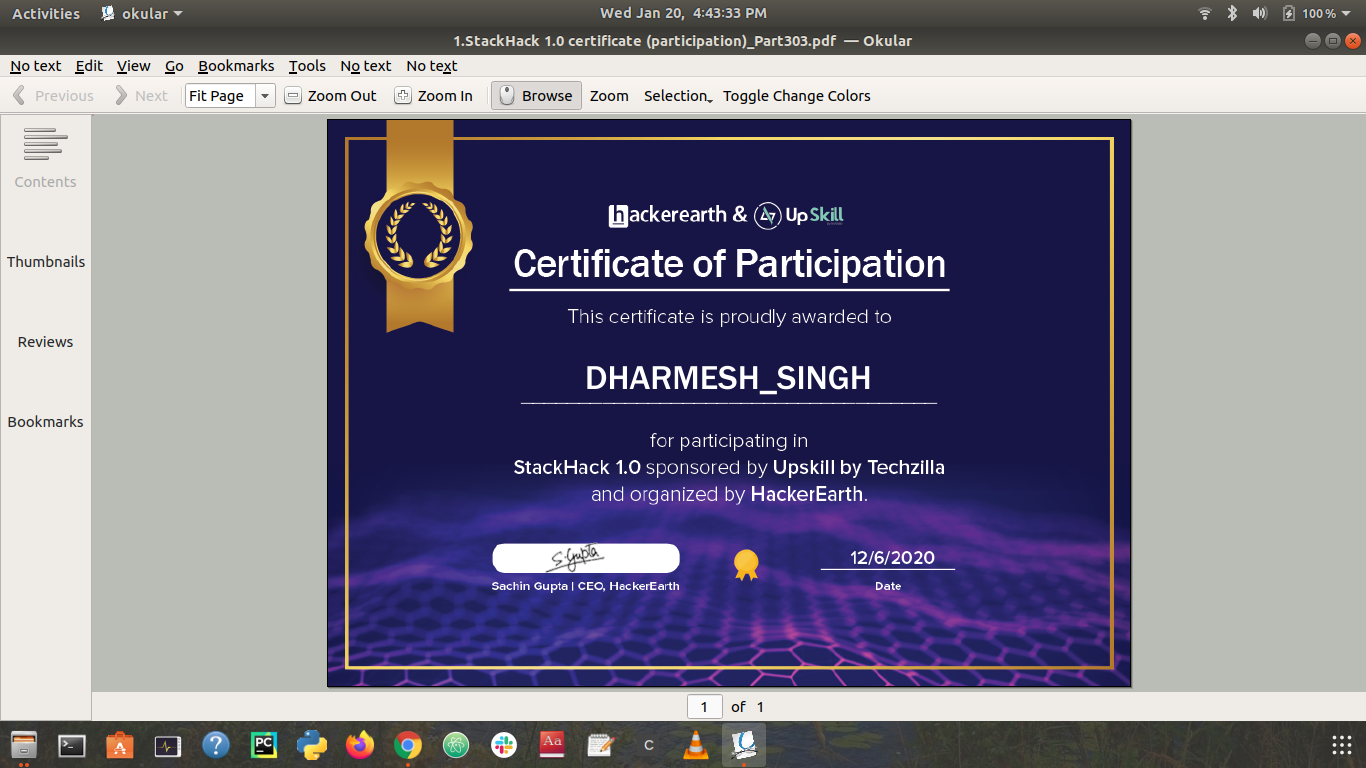 Activities okular Wed Jan 20, 4:43:33 PM 100%
1.StackHack 1.0 certificate (participation)_Part303.pdf — Okular
No text Edit View Go Bookmarks Tools No text No text
Previous Next Fit Page Zoom Out Zoom In Browse Zoom Selection Toggle Change Colors
Contents
Thumbnails
Reviews
Bookmarks
hackerearth & UpSkill
Certificate of Participation
This certificate is proudly awarded to
DHARMESH_SINGH
for participating in
StackHack 1.0 sponsored by Upskill by Techzilla
and organized by HackerEarth.
S.Gupta
12/6/2020
Sachin Gupta | CEO, HackerEarth
Date
1 of 1
>_ A ? PC Aa C